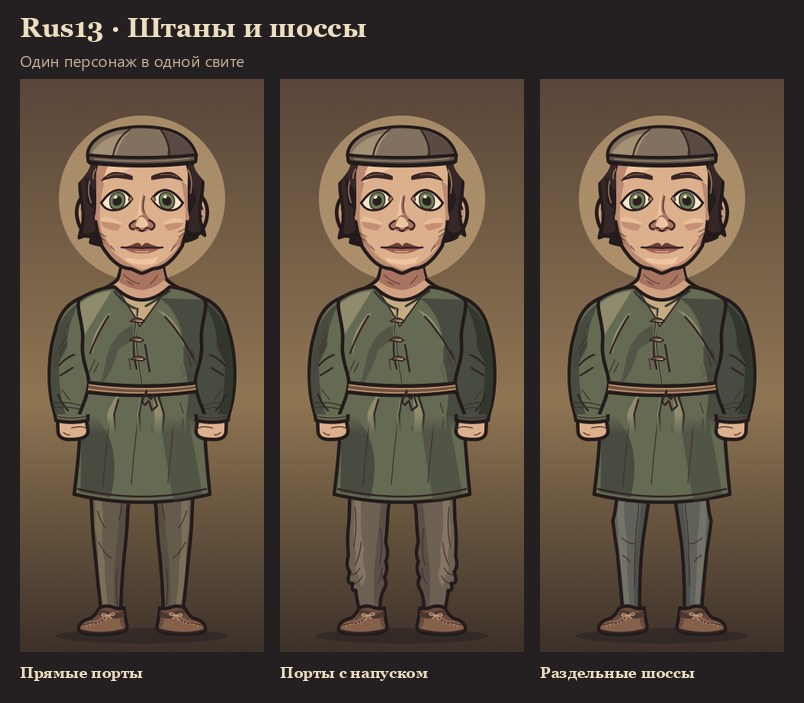 Rus13 · Штаны и шоссы
Один персонаж в одной свите
Прямые порты
Порты с напуском
Раздельные шоссы